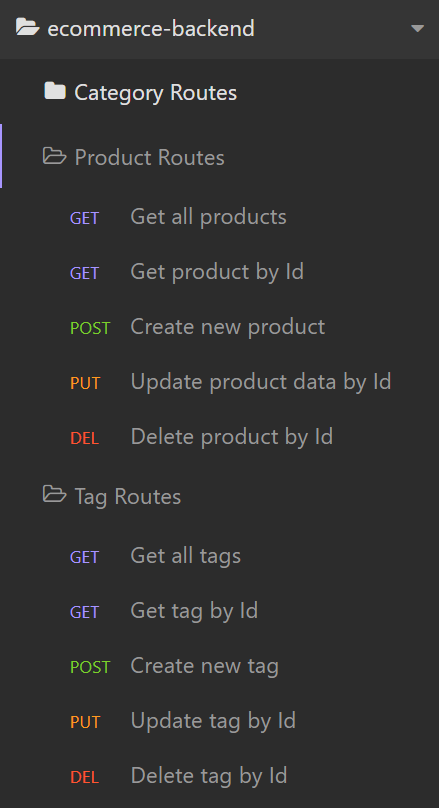 ecommerce-backend
Category Routes
Product Routes
GET Get all products
GET Get product by Id
POST Create new product
PUT Update product data by Id
DEL Delete product by Id
Tag Routes
GET Get all tags
GET Get tag by Id
POST Create new tag
PUT Update tag by Id
DEL Delete tag by Id